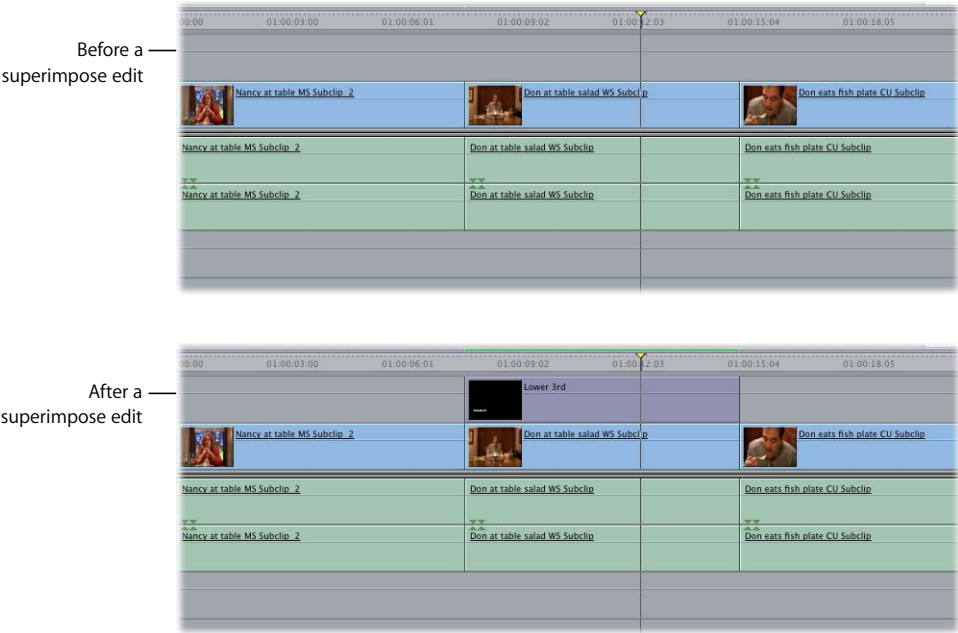 00:00 01:00:03:00 01:00:06:01 01:00:09:02 01:00:12:03 01:00:15:04 01:00:18:05
Before a
superimpose edit
Nancy at table MS Subclip 2 Don at table salad WS Subclip Don eats fish plate CU Subclip
Nancy at table MS Subclip 2 Don at table salad WS Subclip Don eats fish plate CU Subclip
Nancy at table MS Subclip 2 Don at table salad WS Subclip Don eats fish plate CU Subclip
00:00 01:00:03:00 01:00:06:01 01:00:09:02 01:00:12:03 01:00:15:04 01:00:18:05
After a
superimpose edit
Lower 3rd
Nancy at table MS Subclip 2 Don at table salad WS Subclip Don eats fish plate CU Subclip
Nancy at table MS Subclip 2 Don at table salad WS Subclip Don eats fish plate CU Subclip
Nancy at table MS Subclip 2 Don at table salad WS Subclip Don eats fish plate CU Subclip